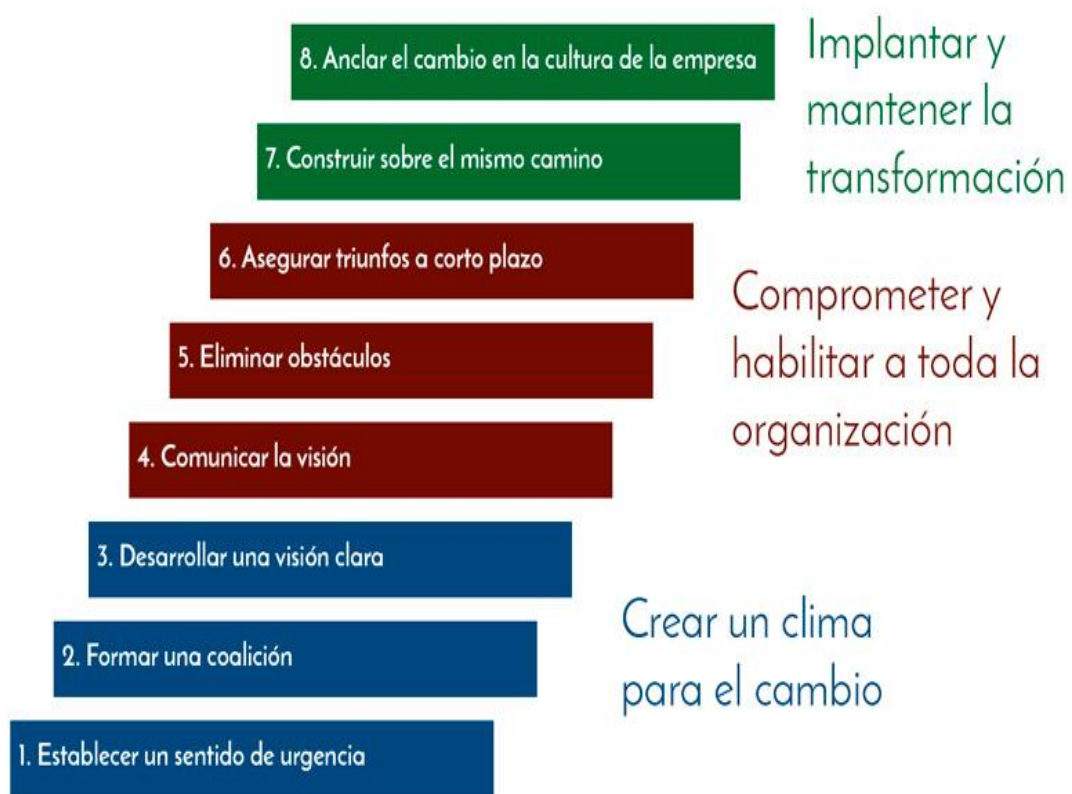 8. Anclar el cambio en la cultura de la empresa
7. Construir sobre el mismo camino
Implantar y
mantener la
transformación
6. Asegurar triunfos a corto plazo
5. Eliminar obstáculos
4. Comunicar la visión
Comprometer y
habilitar a toda la
organización
3. Desarrollar una visión clara
2. Formar una coalición
1. Establecer un sentido de urgencia
Crear un clima
para el cambio